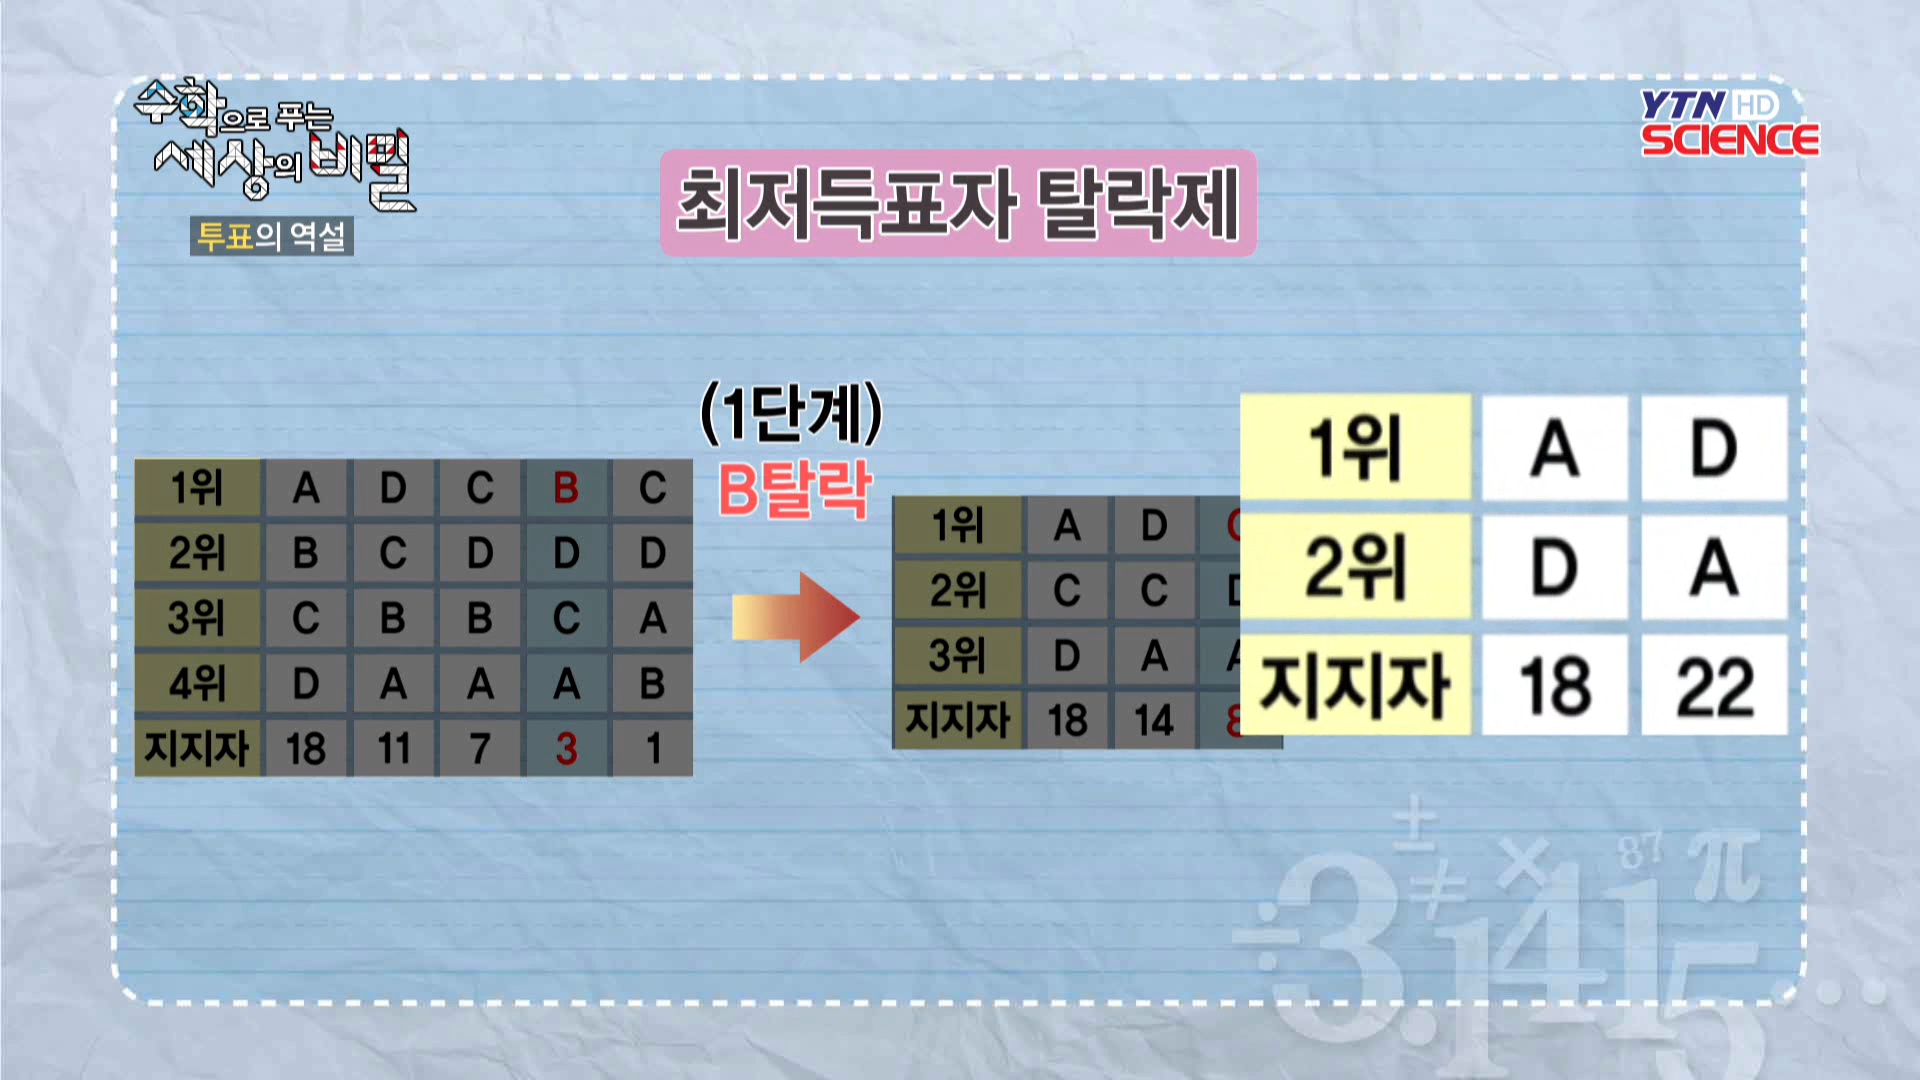 수학으로 푸는
세상의 비밀
투표의 역설
YTN HD
SCIENCE
최저득표자 탈락제
(1단계)
B탈락
1위 A D C B C
2위 B C D D D
3위 C B B C A
4위 D A A A B
지지자 18 11 7 3 1
1위 A D
2위 C C
3위 D A
지지자 18 14
1위 A D
2위 D A
지지자 18 22
± 87 π
÷ ≠ ×
3.1415...